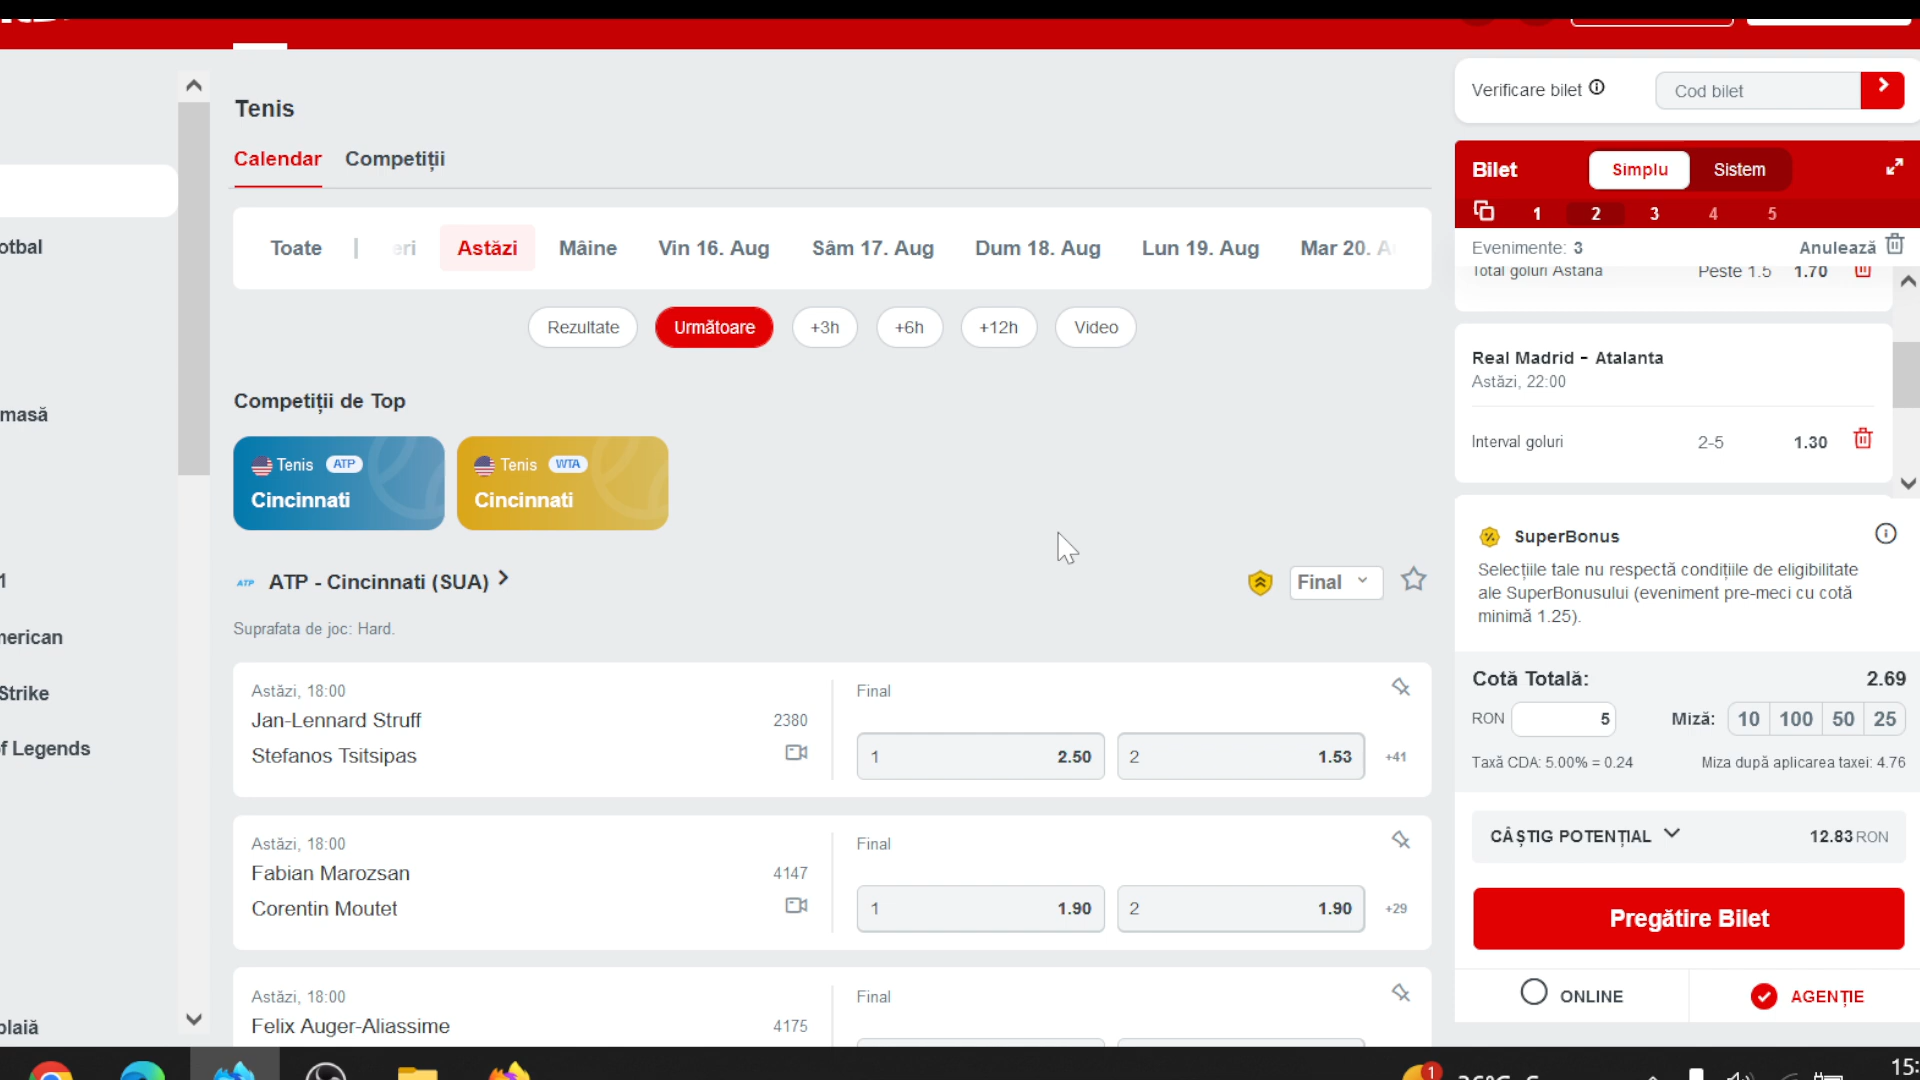 Tenis
Calendar Competiții
Toate | eri Astăzi Mâine Vin 16. Aug Sâm 17. Aug Dum 18. Aug Lun 19. Aug Mar 20. A
Rezultate Următoare +3h +6h +12h Video
Competiții de Top
Tenis ATP
Cincinnati
Tenis WTA
Cincinnati
ATP ATP - Cincinnati (SUA)
Final
Suprafata de joc: Hard.
Astăzi, 18:00
Jan-Lennard Struff 2380
Stefanos Tsitsipas
Final
1 2.50 2 1.53 +41
Astăzi, 18:00
Fabian Marozsan 4147
Corentin Moutet
Final
1 1.90 2 1.90 +29
Astăzi, 18:00
Felix Auger-Aliassime 4175
Final
otbal
masă
1
merican
Strike
f Legends
plaiă
Verificare bilet
Cod bilet
Bilet Simplu Sistem
1 2 3 4 5
Evenimente: 3 Anulează
Total goluri Astana Peste 1.5 1.70
Real Madrid - Atalanta
Astăzi, 22:00
Interval goluri 2-5 1.30
SuperBonus
Selecțiile tale nu respectă condițiile de eligibilitate
ale SuperBonusului (eveniment pre-meci cu cotă
minimă 1.25).
Cotă Totală: 2.69
RON 5 Miză: 10 100 50 25
Taxă CDA: 5.00% = 0.24 Miza după aplicarea taxei: 4.76
CÂȘTIG POTENȚIAL 12.83 RON
Pregătire Bilet
ONLINE AGENȚIE
1
15: